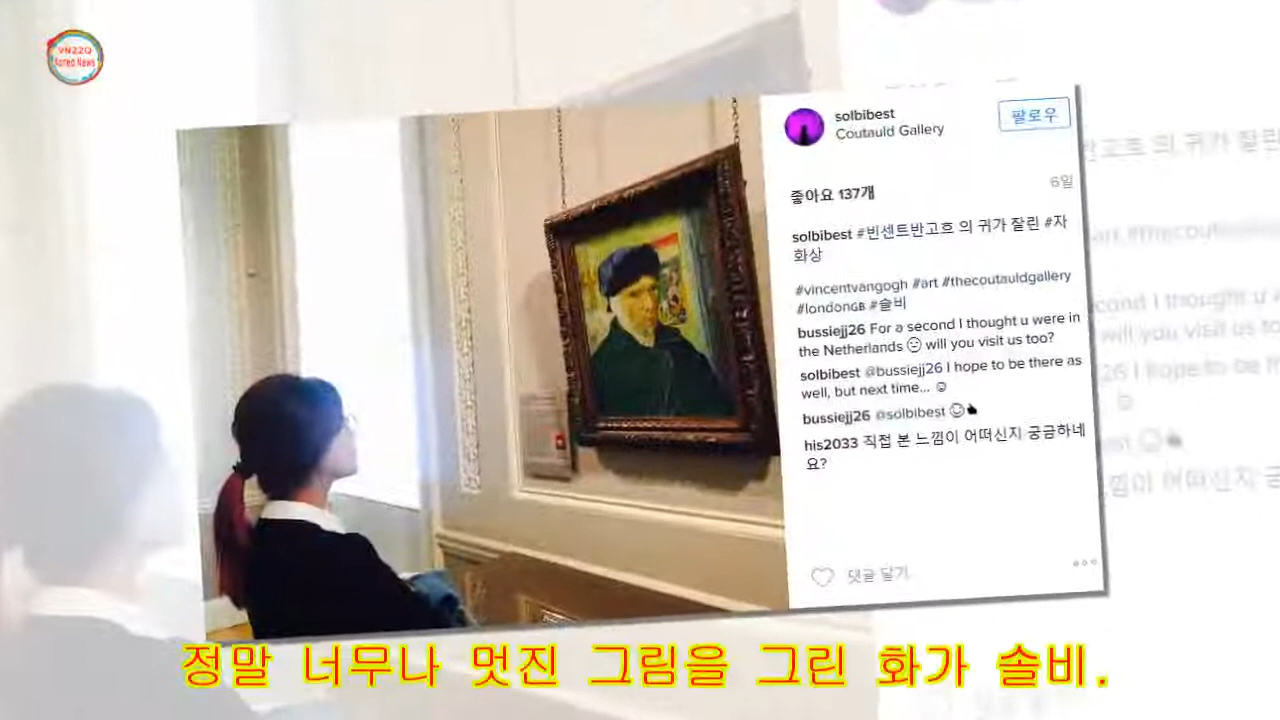 VN22Q
Korea News
solbibest
Coutauld Gallery
팔로우
좋아요 137개
6일
solbibest #빈센트반고흐 의 귀가 잘린 #자
화상
#vincentvangogh #art #thecoutauldgallery
#londonGB #솔비
bussiejj26 For a second I thought u were in
the Netherlands 😐 will you visit us too?
solbibest @bussiejj26 I hope to be there as
well, but next time... ☺
bussiejj26 @solbibest ☺👍
his2033 직접 본 느낌이 어떠신지 궁금하네
요?
댓글 달기
정말 너무나 멋진 그림을 그린 화가 솔비.